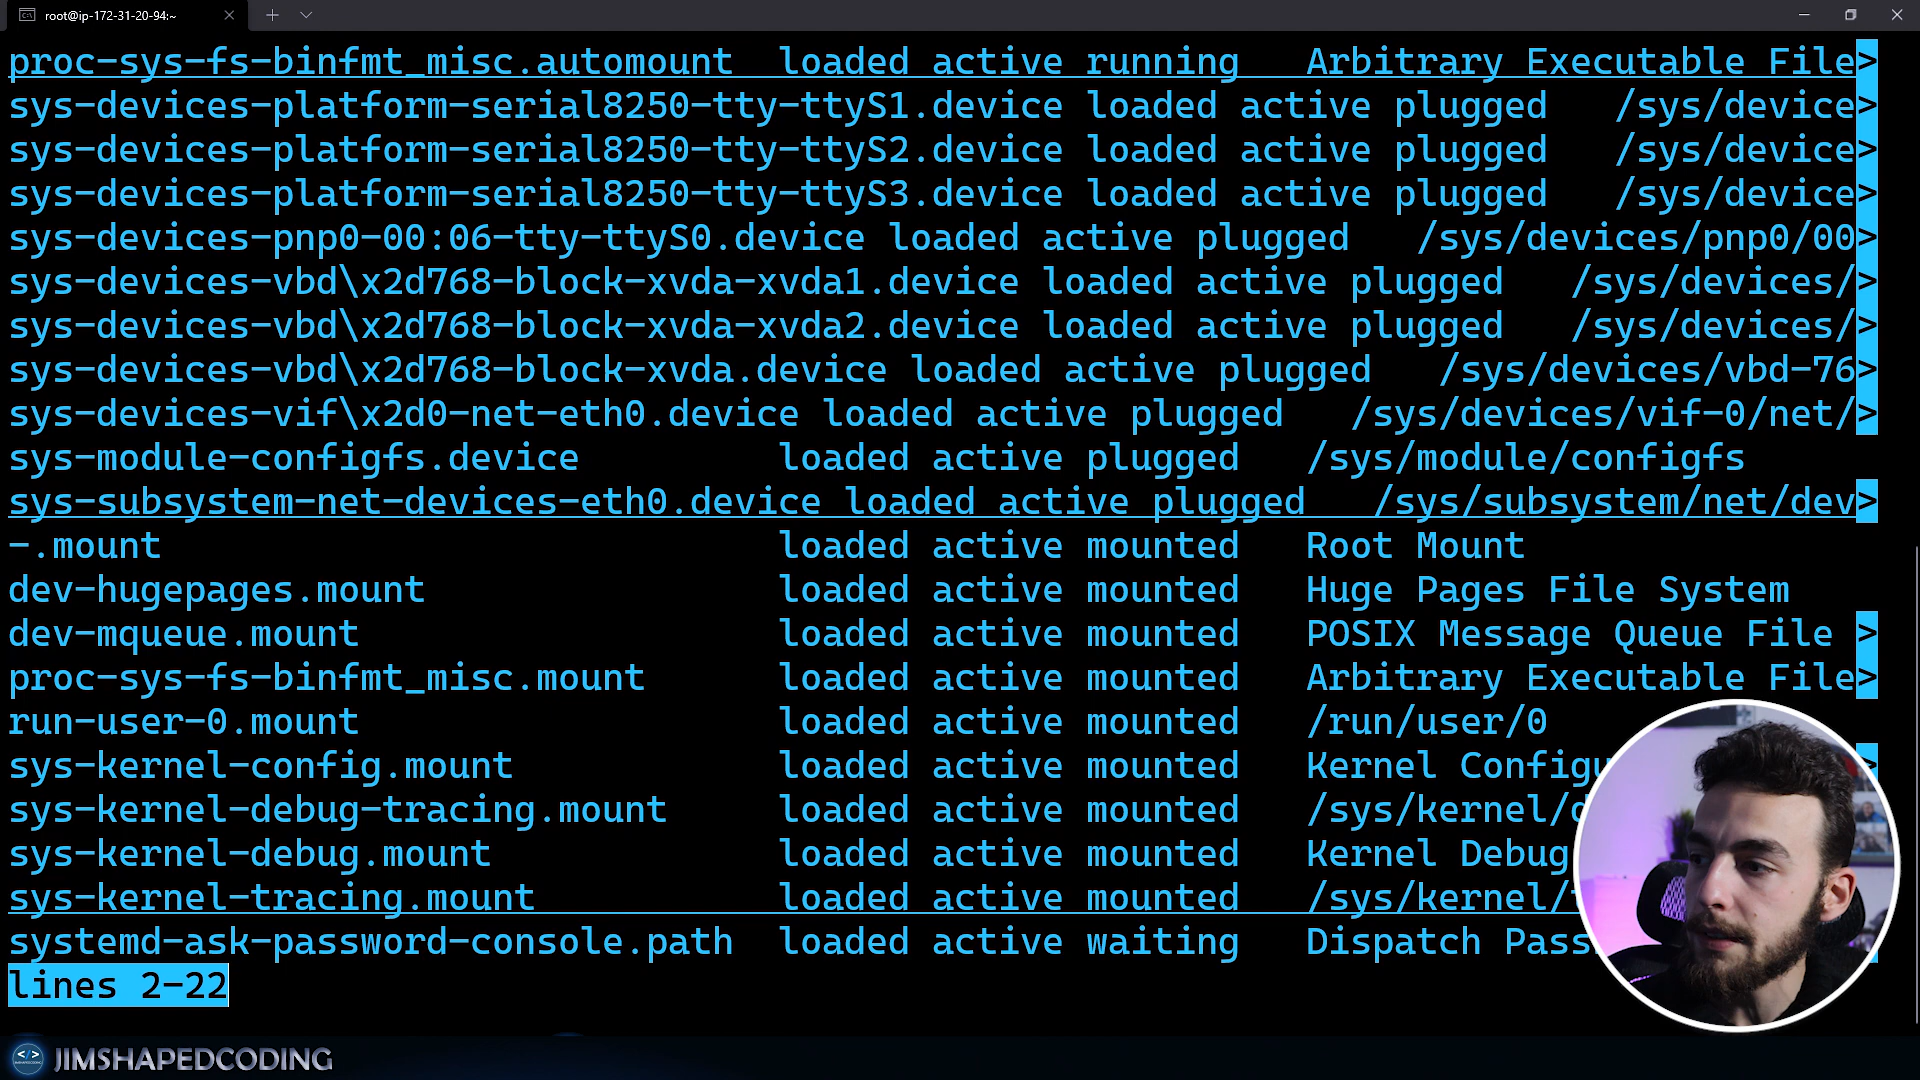 root@ip-172-31-20-94:~
proc-sys-fs-binfmt_misc.automount loaded active running Arbitrary Executable File>
sys-devices-platform-serial8250-tty-ttyS1.device loaded active plugged /sys/device>
sys-devices-platform-serial8250-tty-ttyS2.device loaded active plugged /sys/device>
sys-devices-platform-serial8250-tty-ttyS3.device loaded active plugged /sys/device>
sys-devices-pnp0-00:06-tty-ttyS0.device loaded active plugged /sys/devices/pnp0/00>
sys-devices-vbd\x2d768-block-xvda-xvda1.device loaded active plugged /sys/devices/>
sys-devices-vbd\x2d768-block-xvda-xvda2.device loaded active plugged /sys/devices/>
sys-devices-vbd\x2d768-block-xvda.device loaded active plugged /sys/devices/vbd-76>
sys-devices-vif\x2d0-net-eth0.device loaded active plugged /sys/devices/vif-0/net/>
sys-module-configfs.device loaded active plugged /sys/module/configfs
sys-subsystem-net-devices-eth0.device loaded active plugged /sys/subsystem/net/dev>
-.mount loaded active mounted Root Mount
dev-hugepages.mount loaded active mounted Huge Pages File System
dev-mqueue.mount loaded active mounted POSIX Message Queue File >
proc-sys-fs-binfmt_misc.mount loaded active mounted Arbitrary Executable File>
run-user-0.mount loaded active mounted /run/user/0
sys-kernel-config.mount loaded active mounted Kernel Configu
sys-kernel-debug-tracing.mount loaded active mounted /sys/kernel/d
sys-kernel-debug.mount loaded active mounted Kernel Debug
sys-kernel-tracing.mount loaded active mounted /sys/kernel/t
systemd-ask-password-console.path loaded active waiting Dispatch Pass
lines 2-22
JIMSHAPEDCODING